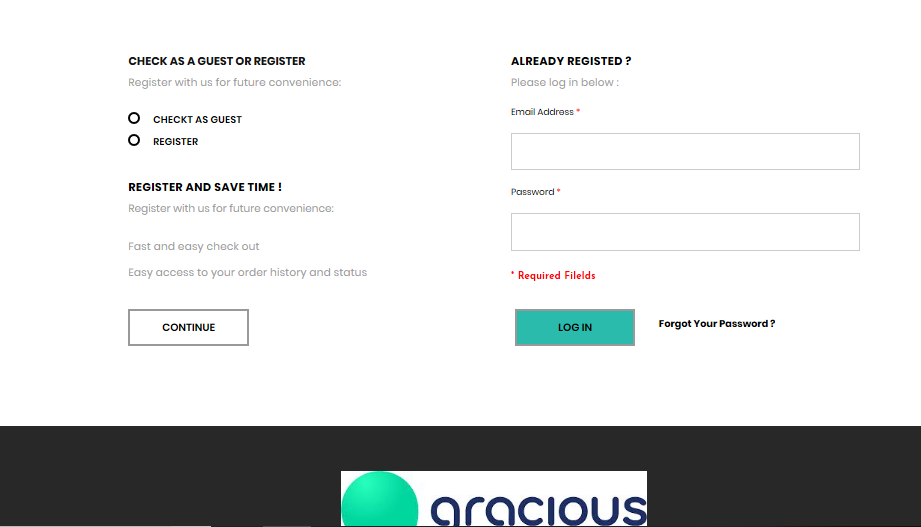 CHECK AS A GUEST OR REGISTER
Register with us for future convenience:
CHECKT AS GUEST
REGISTER
REGISTER AND SAVE TIME !
Register with us for future convenience:
Fast and easy check out
Easy access to your order history and status
CONTINUE
ALREADY REGISTED ?
Please log in below :
Email Address *
Password *
* Required Filelds
LOG IN
Forgot Your Password ?
gracious